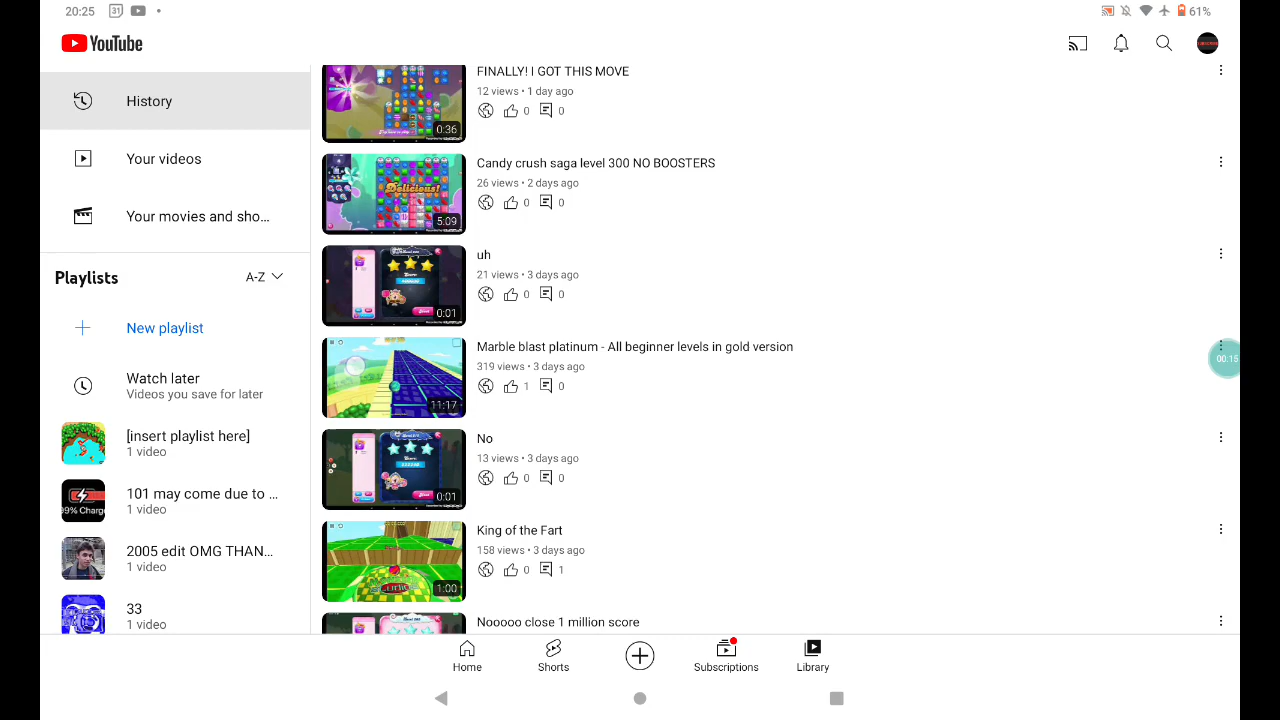 20:25
31
61%
YouTube
History
Your videos
Your movies and sho...
Playlists
A-Z
New playlist
Watch later
Videos you save for later
[insert playlist here]
1 video
99% Charge
101 may come due to ...
1 video
2005 edit OMG THAN...
1 video
33
1 video
FINALLY! I GOT THIS MOVE
12 views • 1 day ago
0 0
0:36
Candy crush saga level 300 NO BOOSTERS
26 views • 2 days ago
0 0
Delicious!
5:09
uh
21 views • 3 days ago
0 0
0:01
Marble blast platinum - All beginner levels in gold version
319 views • 3 days ago
1 0
11:17
00:15
No
13 views • 3 days ago
0 0
0:01
King of the Fart
158 views • 3 days ago
0 1
1:00
Nooooo close 1 million score
Home
Shorts
Subscriptions
Library